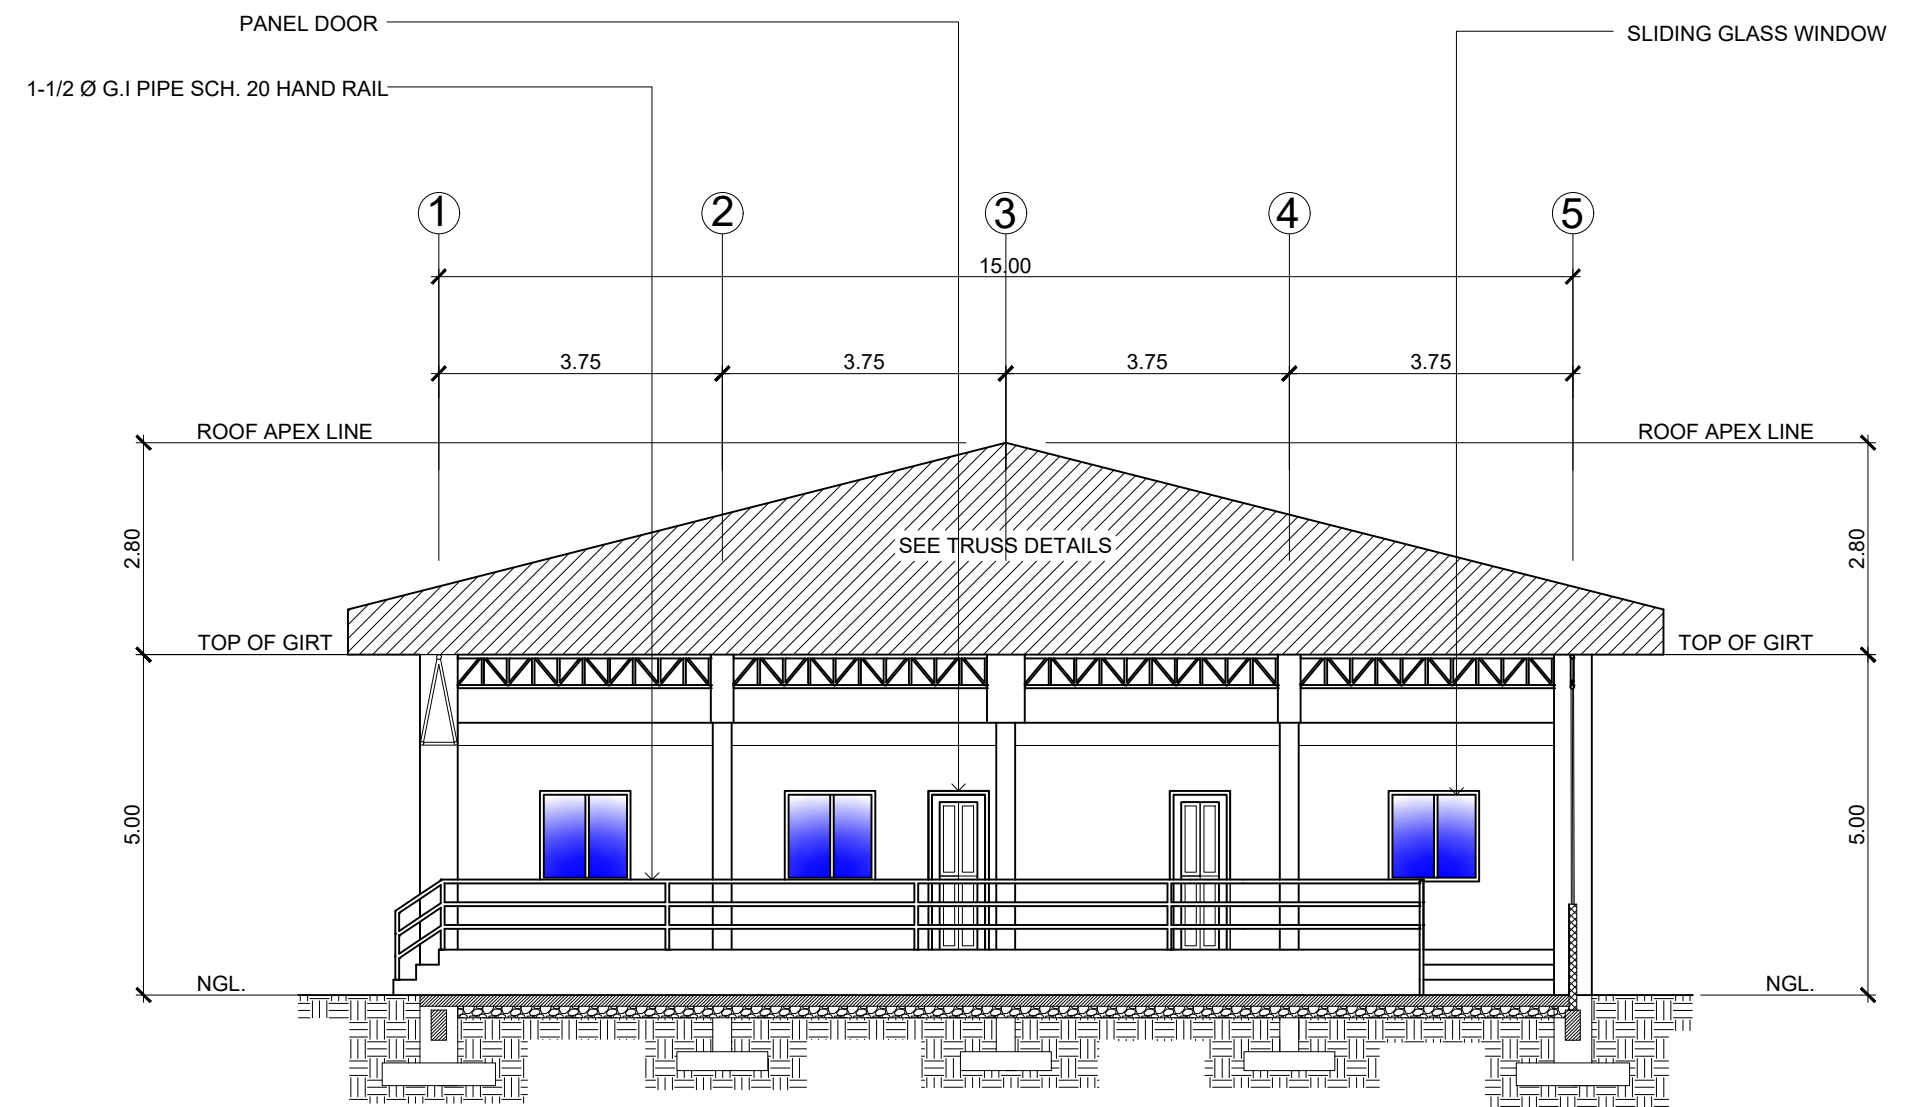 PANEL DOOR
SLIDING GLASS WINDOW
1-1/2 Ø G.I PIPE SCH. 20 HAND RAIL
1 2 3 4 5
15.00
3.75 3.75 3.75 3.75
ROOF APEX LINE
ROOF APEX LINE
2.80
2.80
SEE TRUSS DETAILS
TOP OF GIRT
TOP OF GIRT
5.00
5.00
NGL.
NGL.